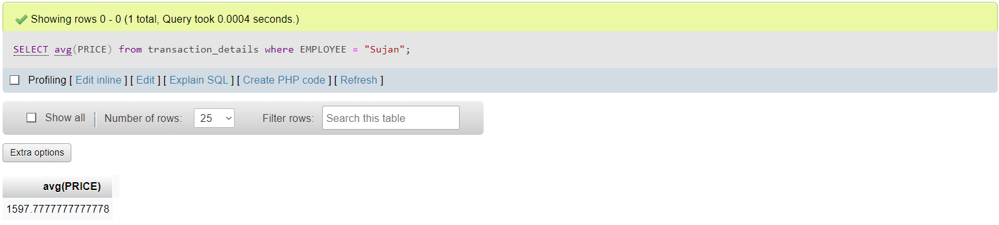 Showing rows 0 - 0 (1 total, Query took 0.0004 seconds.)
SELECT avg(PRICE) from transaction_details where EMPLOYEE = "Sujan";
Profiling [ Edit inline ] [ Edit ] [ Explain SQL ] [ Create PHP code ] [ Refresh ]
Show all | Number of rows: 25 Filter rows: Search this table
Extra options
avg(PRICE)
1597.7777777777778